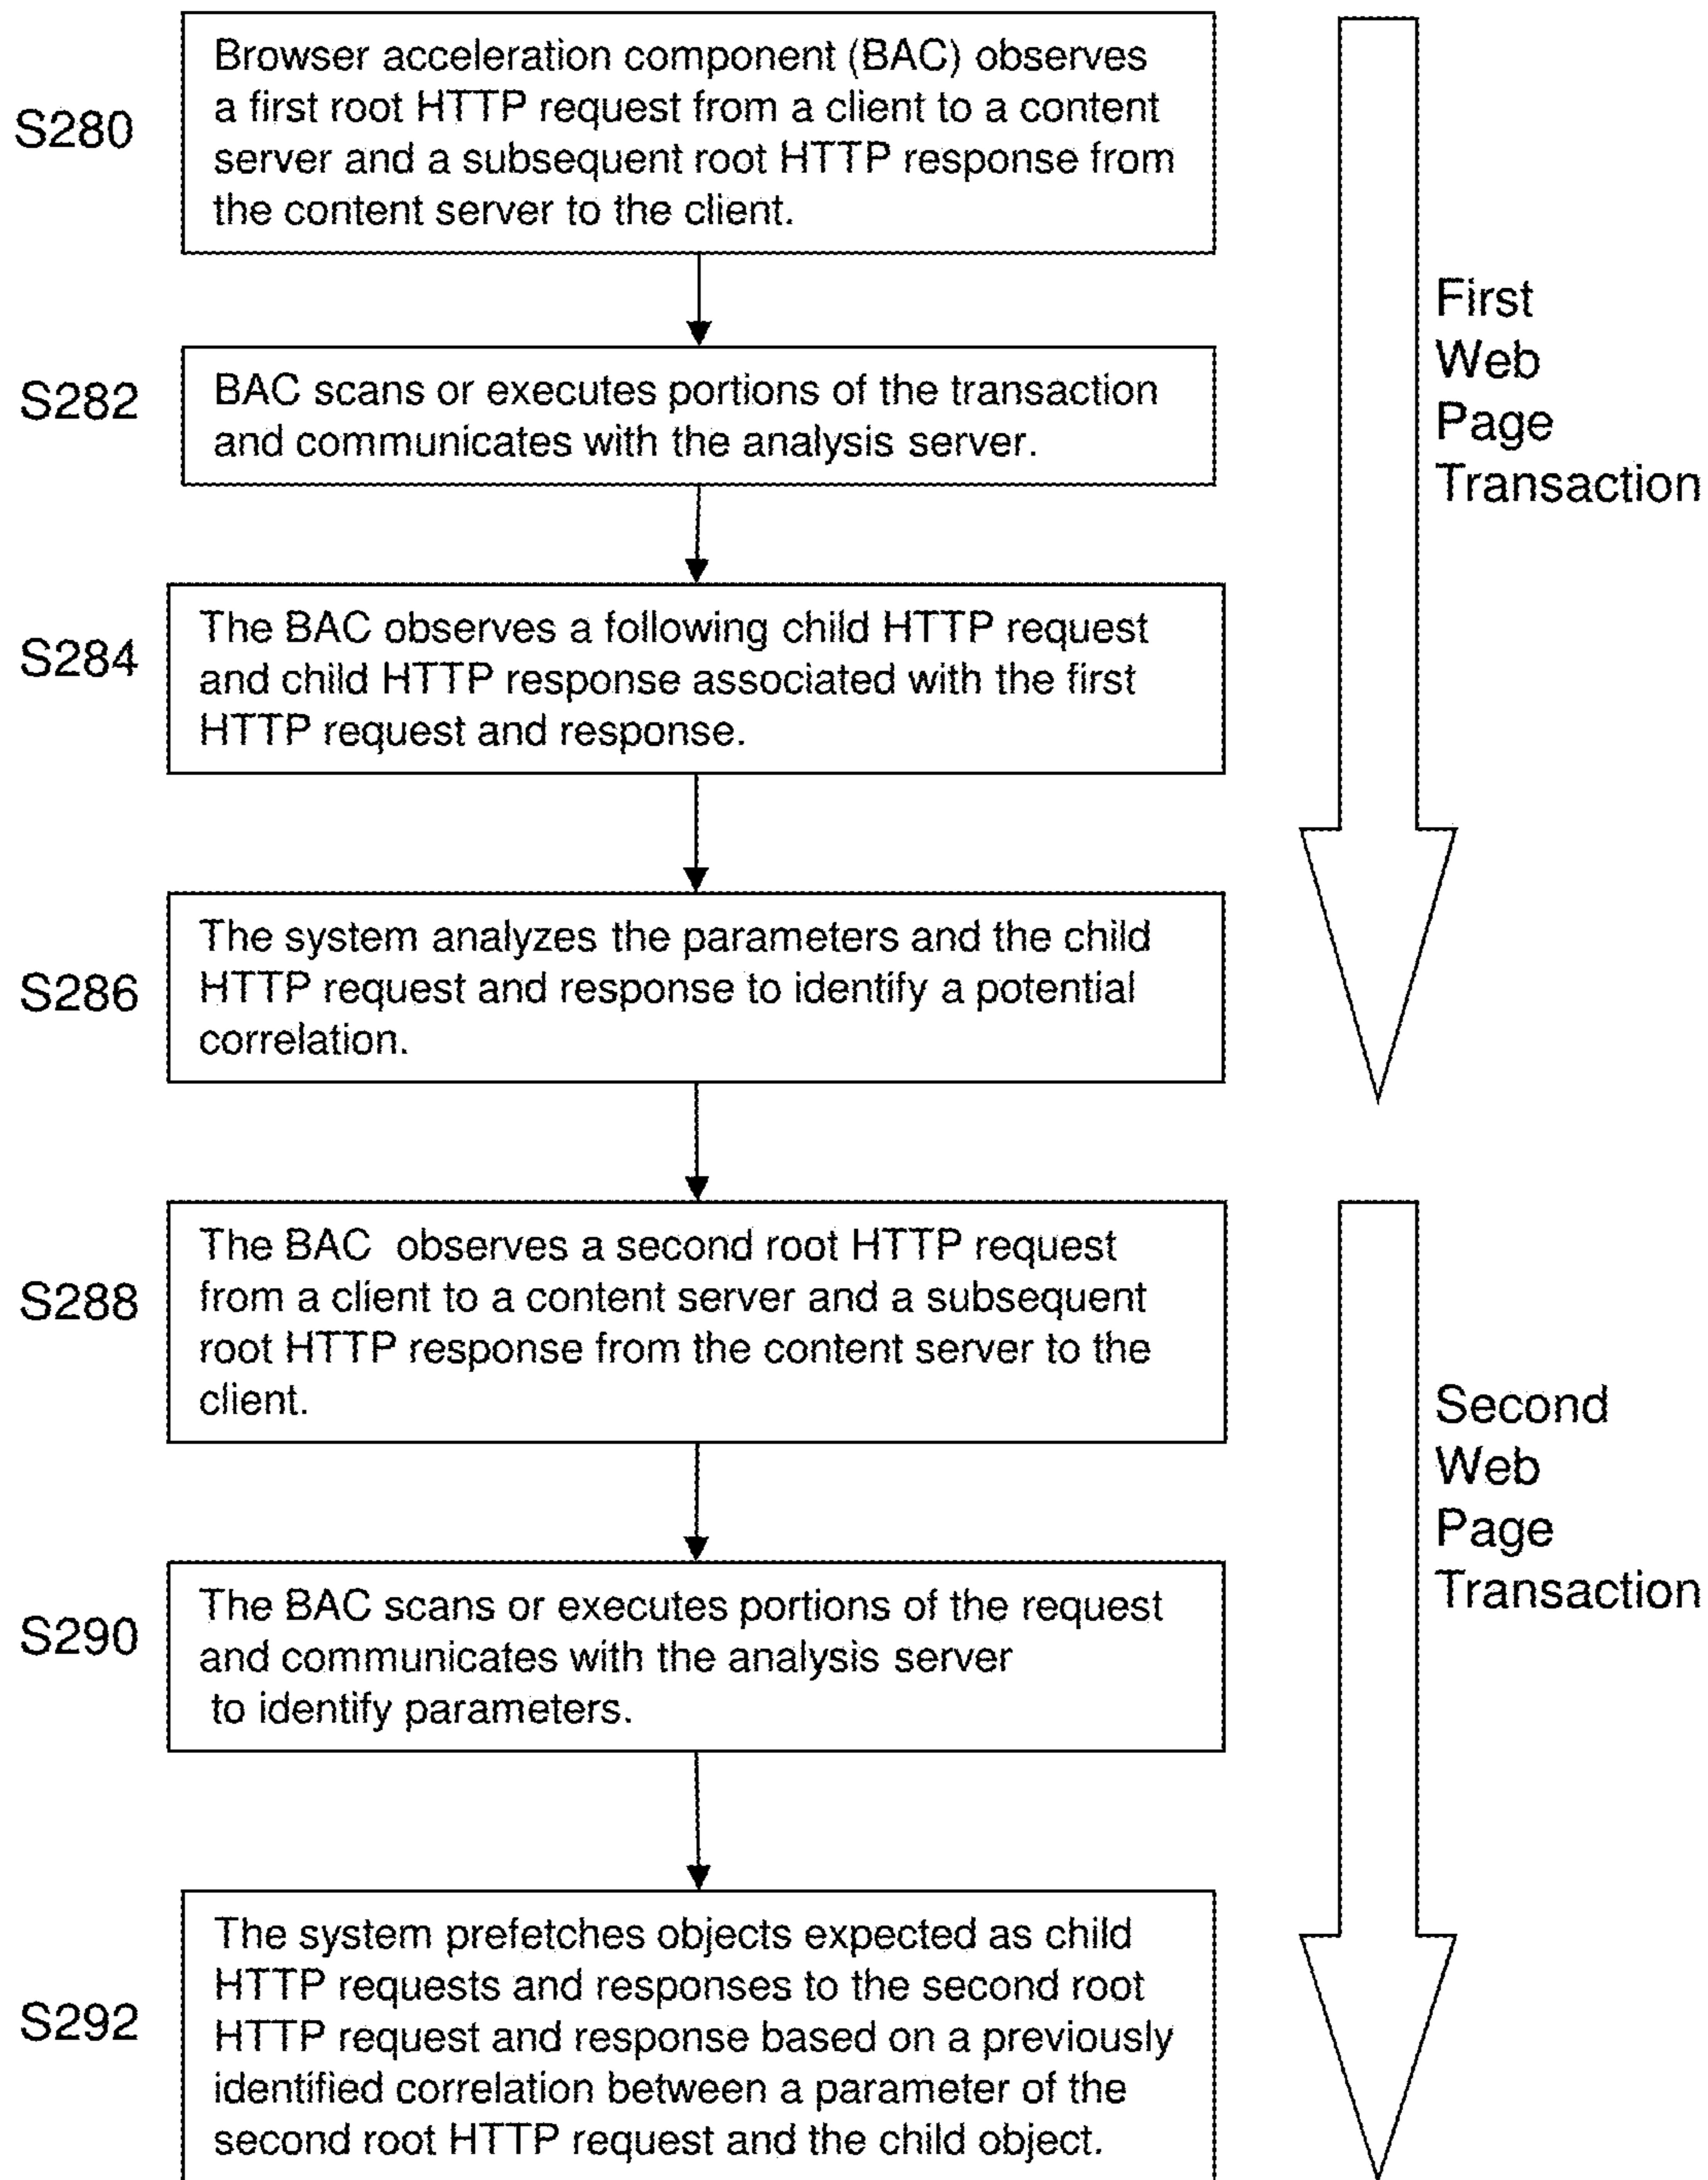 S280
Browser acceleration component (BAC) observes
a first root HTTP request from a client to a content
server and a subsequent root HTTP response from
the content server to the client.
First
Web
Page
Transaction
S282
BAC scans or executes portions of the transaction
and communicates with the analysis server.
S284
The BAC observes a following child HTTP request
and child HTTP response associated with the first
HTTP request and response.
S286
The system analyzes the parameters and the child
HTTP request and response to identify a potential
correlation.
S288
The BAC observes a second root HTTP request
from a client to a content server and a subsequent
root HTTP response from the content server to the
client.
Second
Web
Page
Transaction
S290
The BAC scans or executes portions of the request
and communicates with the analysis server
to identify parameters.
S292
The system prefetches objects expected as child
HTTP requests and responses to the second root
HTTP request and response based on a previously
identified correlation between a parameter of the
second root HTTP request and the child object.